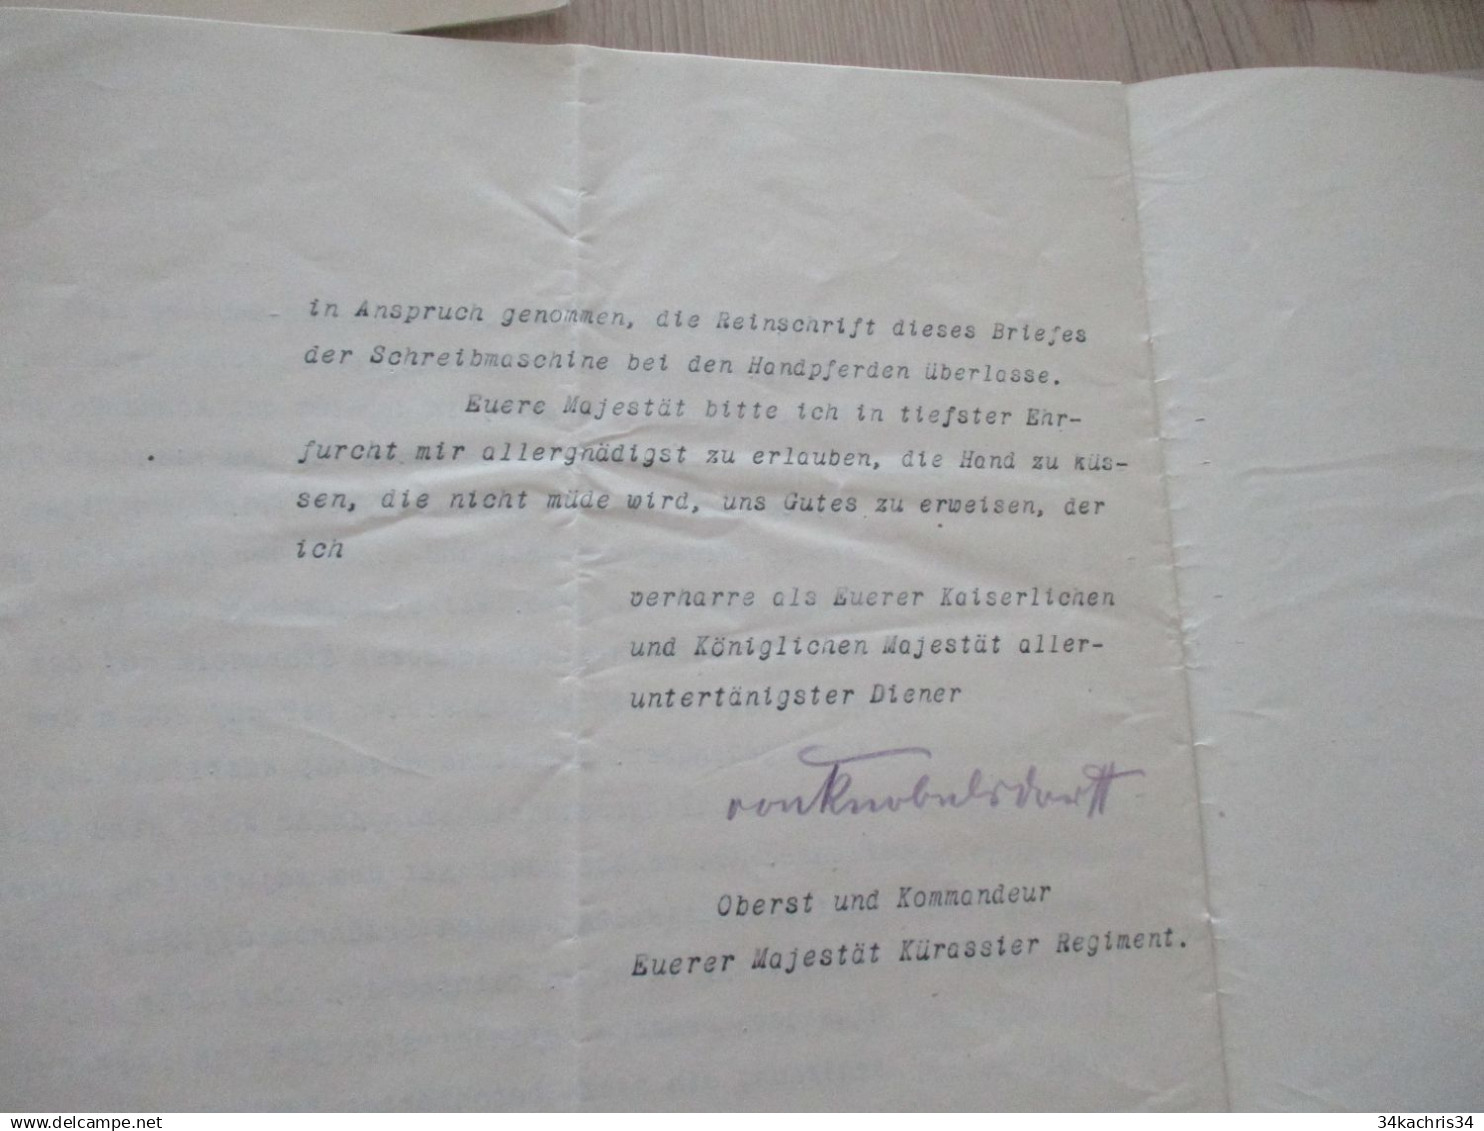 in Anspruch genommen, die Reinschrift dieses Briefes
der Schreibmaschine bei den Handpferden überlasse.
Euere Majestät bitte ich in tiefster Ehr-
furcht mir allergnädigst zu erlauben, die Hand zu küs-
sen, die nicht müde wird, uns Gutes zu erweisen, der
ich
verharre als Euerer Kaiserlichen
und Königlichen Majestät aller-
untertänigster Diener
von Knobelsdorff
Oberst und Kommandeur
Euerer Majestät Kürassier Regiment.
www.delcampe.net
34kachris34